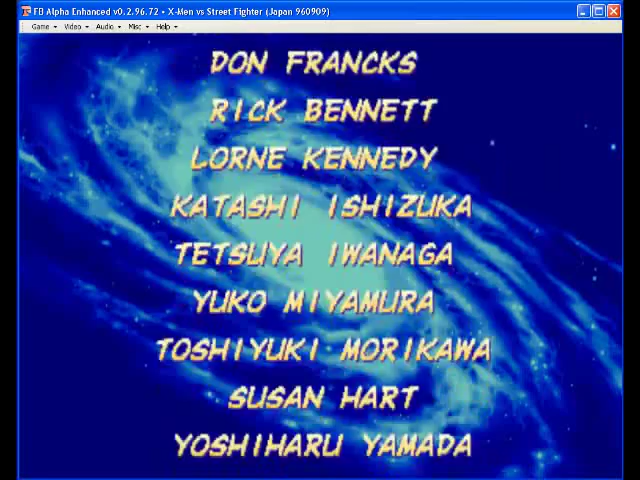 FB Alpha Enhanced v0.2.96.72 • X-Men vs Street Fighter (Japan 960909)
Game Video Audio Misc Help
DON FRANCKS
RICK BENNETT
LORNE KENNEDY
KATASHI ISHIZUKA
TETSUYA IWANAGA
YUKO MIYAMURA
TOSHIYUKI MORIKAWA
SUSAN HART
YOSHIHARU YAMADA